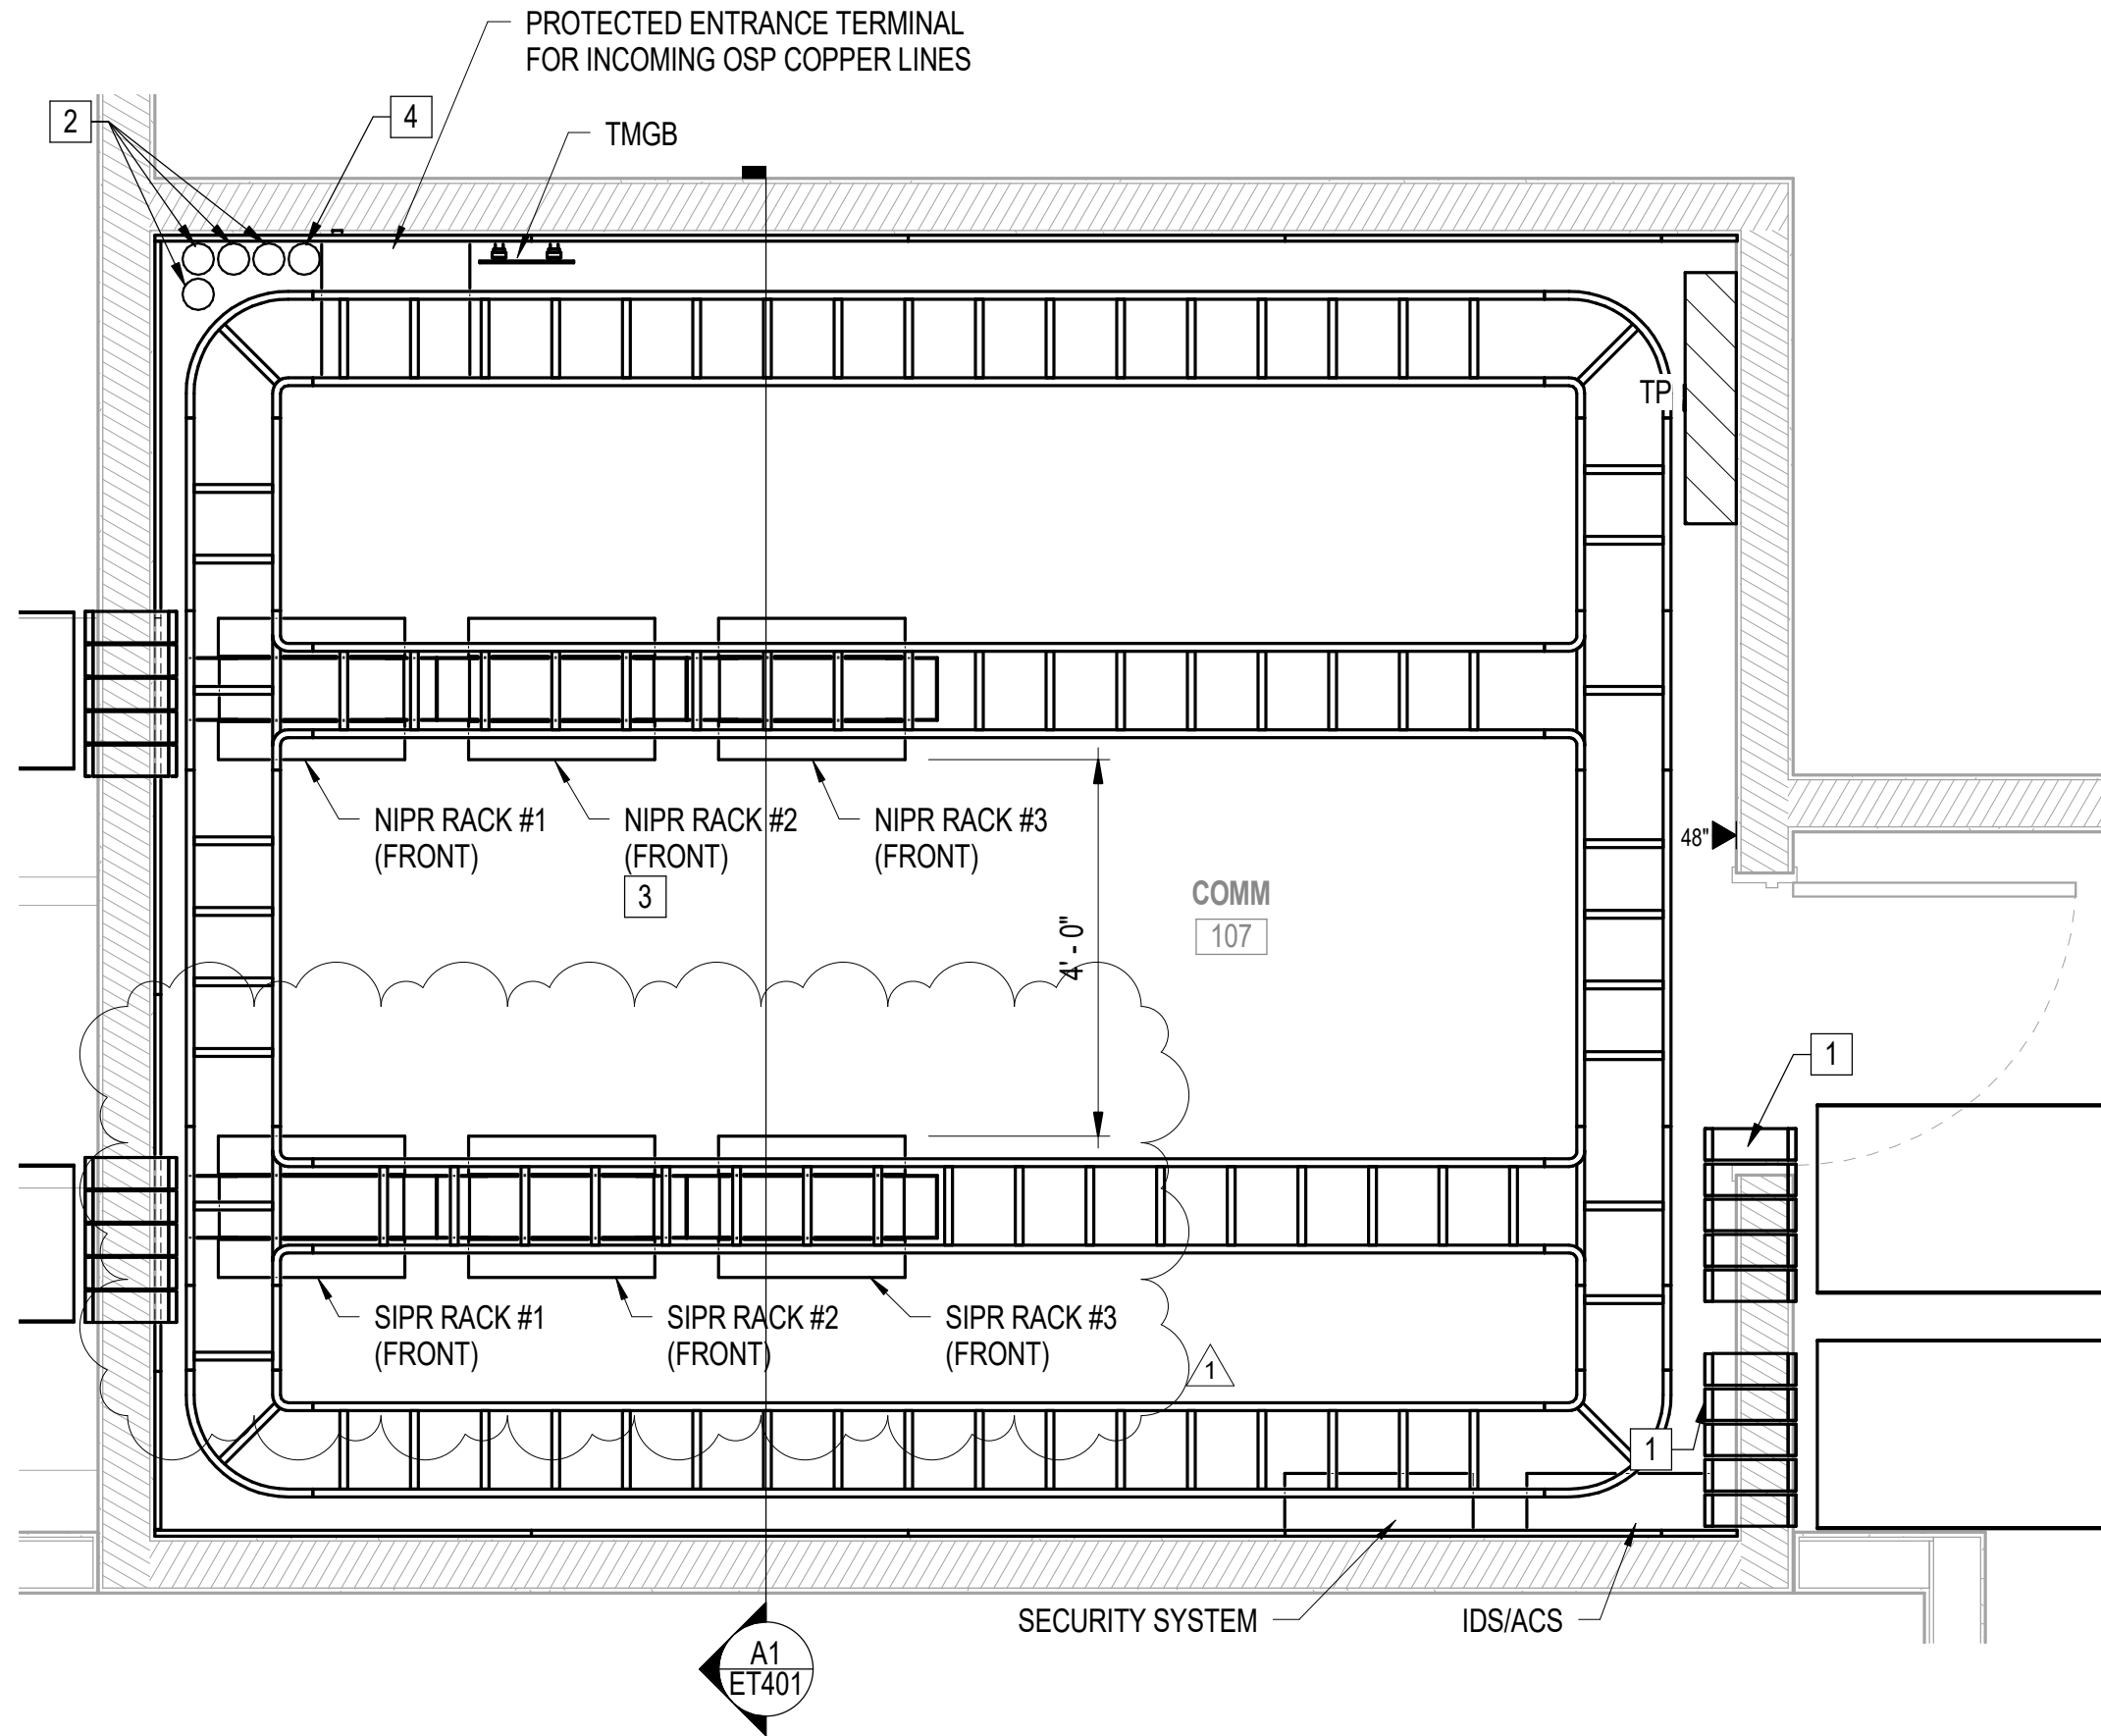 PROTECTED ENTRANCE TERMINAL
FOR INCOMING OSP COPPER LINES
2
4
TMGB
TP
NIPR RACK #1
(FRONT)
NIPR RACK #2
(FRONT)
NIPR RACK #3
(FRONT)
3
48"
COMM
107
4' - 0"
1
SIPR RACK #1
(FRONT)
SIPR RACK #2
(FRONT)
SIPR RACK #3
(FRONT)
1
1
SECURITY SYSTEM
IDS/ACS
A1
ET401